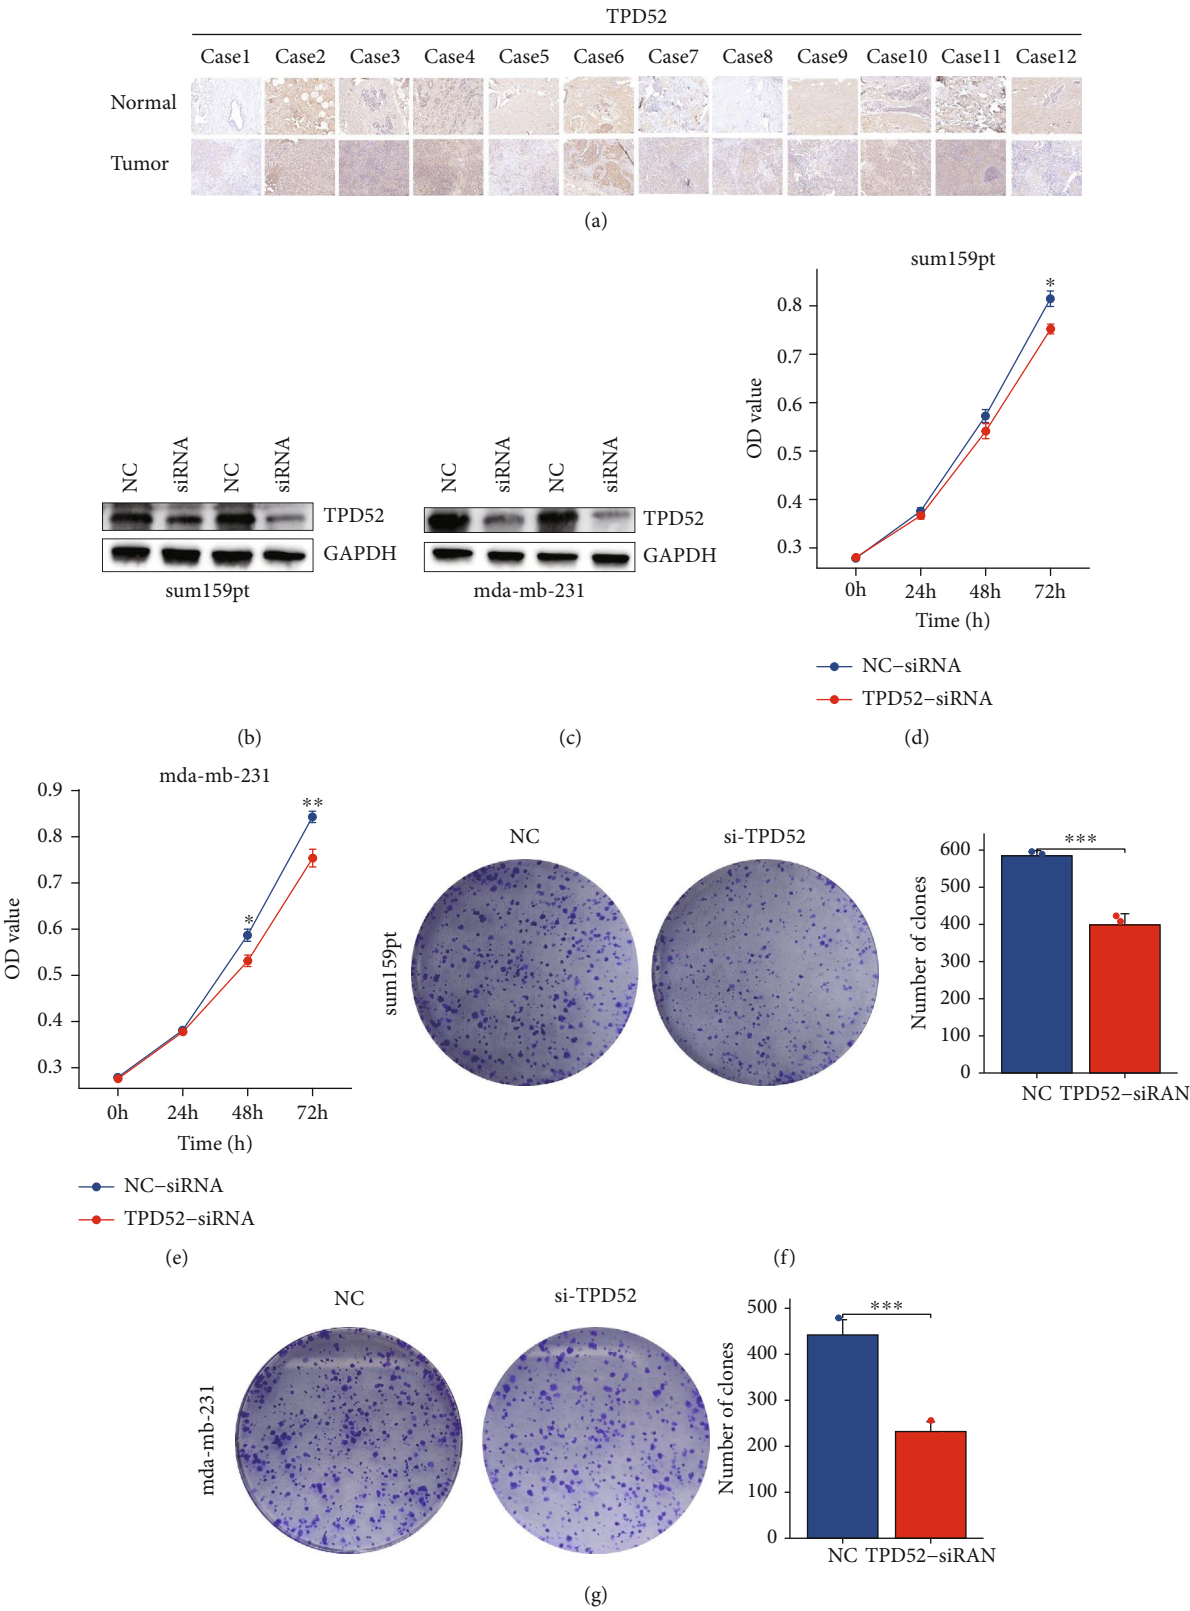 TPD52
Case1 Case2 Case3 Case4 Case5 Case6 Case7 Case8 Case9 Case10 Case11 Case12
Normal
Tumor
(a)
NC siRNA NC siRNA
TPD52
GAPDH
sum159pt
(b)
NC siRNA NC siRNA
TPD52
GAPDH
mda-mb-231
(c)
sum159pt
*
0.8
0.7
0.6
0.5
0.4
0.3
OD value
0h 24h 48h 72h
Time (h)
NC−siRNA
TPD52−siRNA
(d)
mda-mb-231
0.9
0.8
0.7
0.6
0.5
0.4
0.3
OD value
* **
0h 24h 48h 72h
Time (h)
NC−siRNA
TPD52−siRNA
(e)
NC si-TPD52
sum159pt
600
500
400
300
200
100
0
Number of clones
***
NC TPD52−siRAN
(f)
NC si-TPD52
mda-mb-231
500
400
300
200
100
0
Number of clones
***
NC TPD52−siRAN
(g)